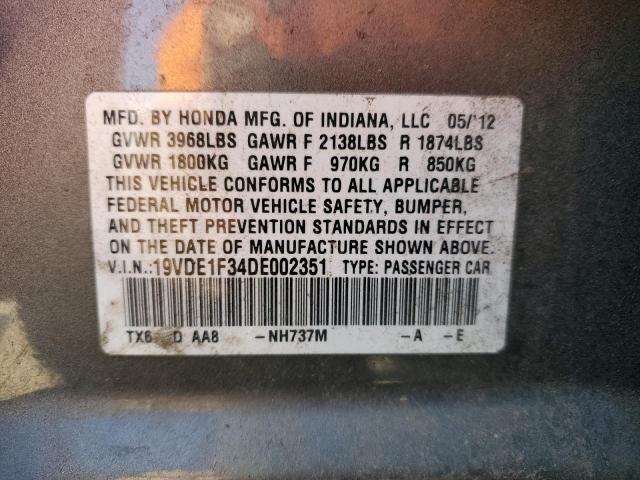 MFD. BY HONDA MFG. OF INDIANA, LLC 05/'12
GVWR 3968LBS GAWR F 2138LBS R 1874LBS
GVWR 1800KG GAWR F 970KG R 850KG
THIS VEHICLE CONFORMS TO ALL APPLICABLE
FEDERAL MOTOR VEHICLE SAFETY, BUMPER,
AND THEFT PREVENTION STANDARDS IN EFFECT
ON THE DATE OF MANUFACTURE SHOWN ABOVE.
V.I.N.:19VDE1F34DE002351 TYPE: PASSENGER CAR
TX6 D AA8 -NH737M -A -E